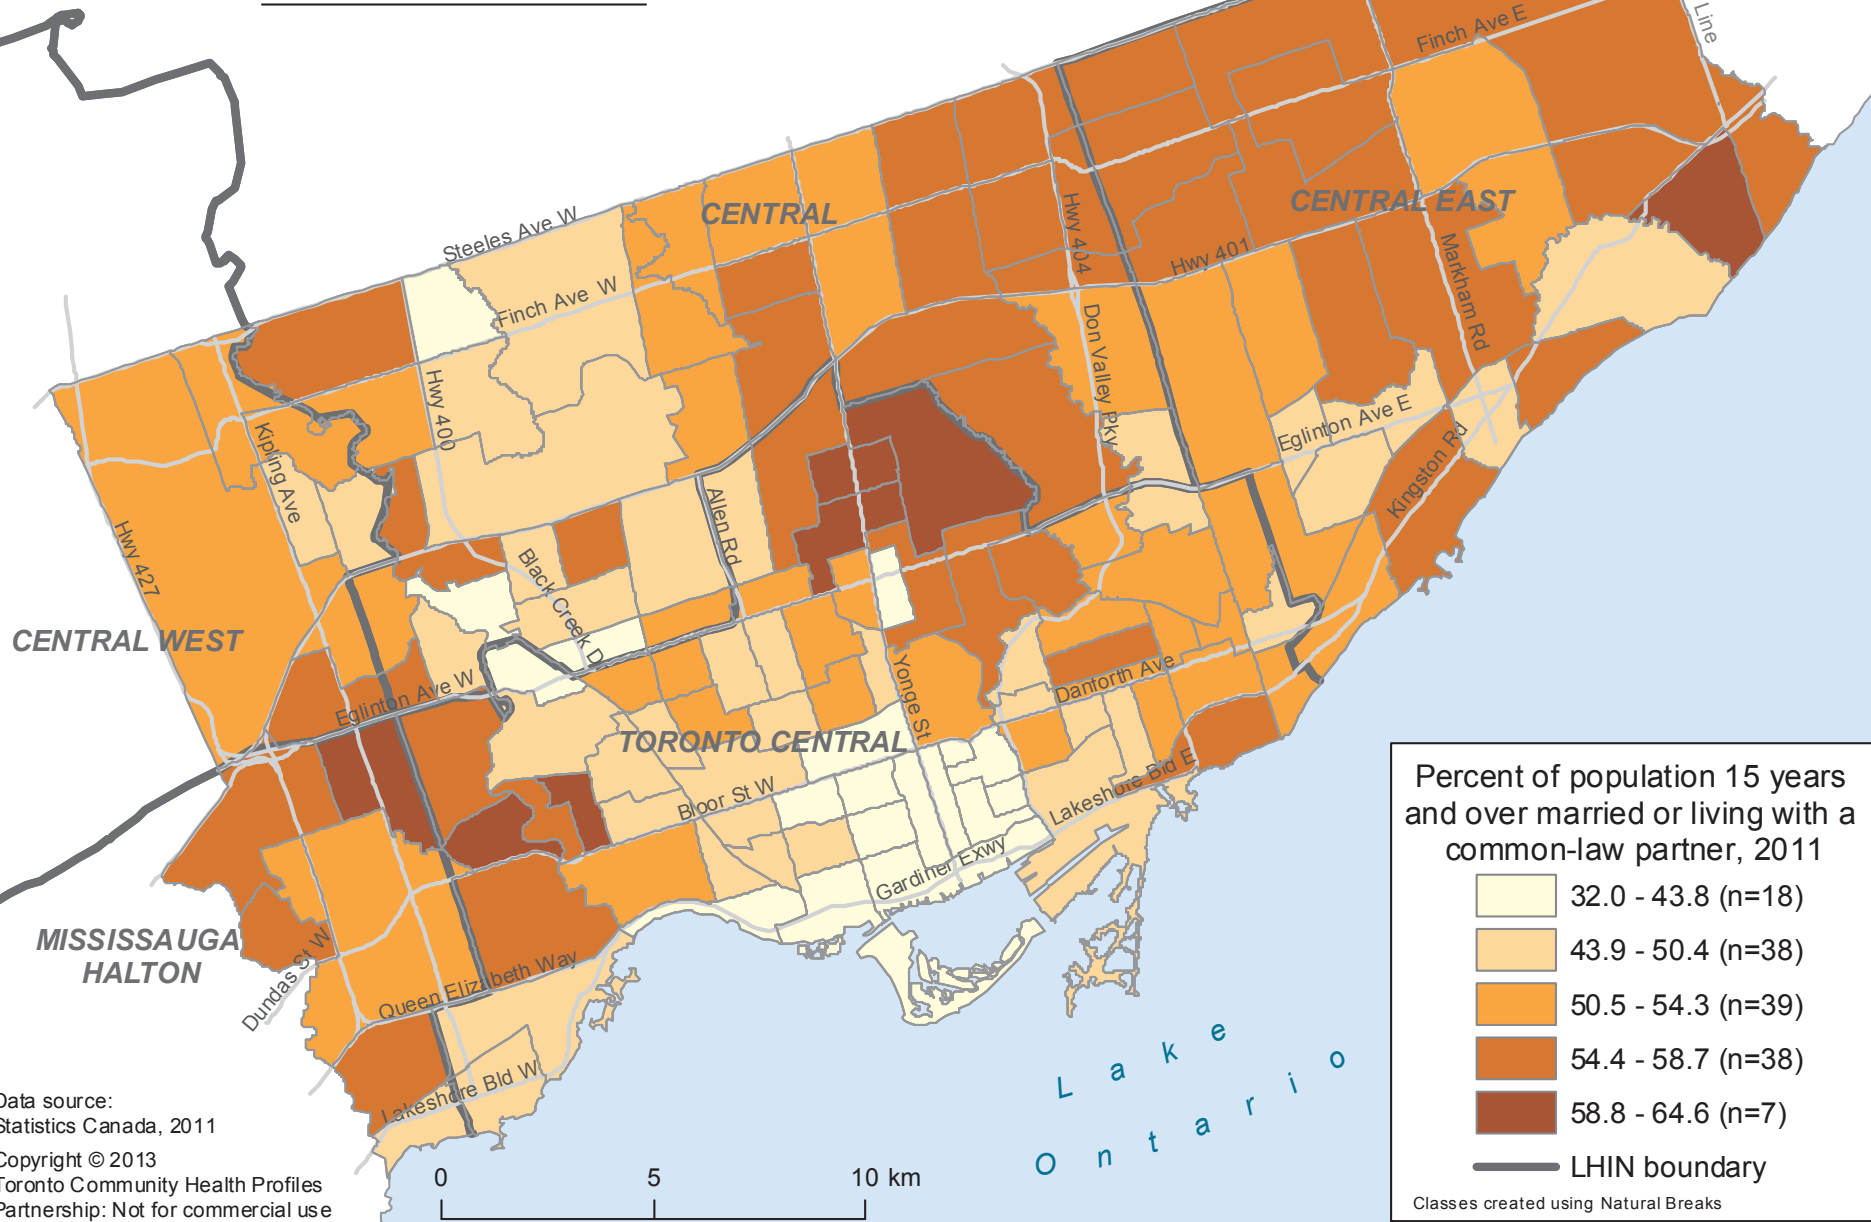 Line
Finch Ave E
CENTRAL EAST
CENTRAL
Steeles Ave W
Hwy 404
Hwy 401
Markham Rd
Finch Ave W
Don Valley Pky
Hwy 400
Eglinton Ave E
Kipling Ave
Kingston Rd
Allen Rd
Hwy 427
Black Creek D
CENTRAL WEST
Eglinton Ave W
Yonge St
Danforth Ave
TORONTO CENTRAL
Bloor St W
Lakeshore Bld E
Gardiner Exwy
MISSISSAUGA
HALTON
Dundas St W
Queen Elizabeth Way
Lakeshore Bld W
Lake
Ontario
Percent of population 15 years
and over married or living with a
common-law partner, 2011
32.0 - 43.8 (n=18)
43.9 - 50.4 (n=38)
50.5 - 54.3 (n=39)
54.4 - 58.7 (n=38)
58.8 - 64.6 (n=7)
LHIN boundary
Classes created using Natural Breaks
Data source:
Statistics Canada, 2011
Copyright © 2013
Toronto Community Health Profiles
Partnership: Not for commercial use
0 5 10 km